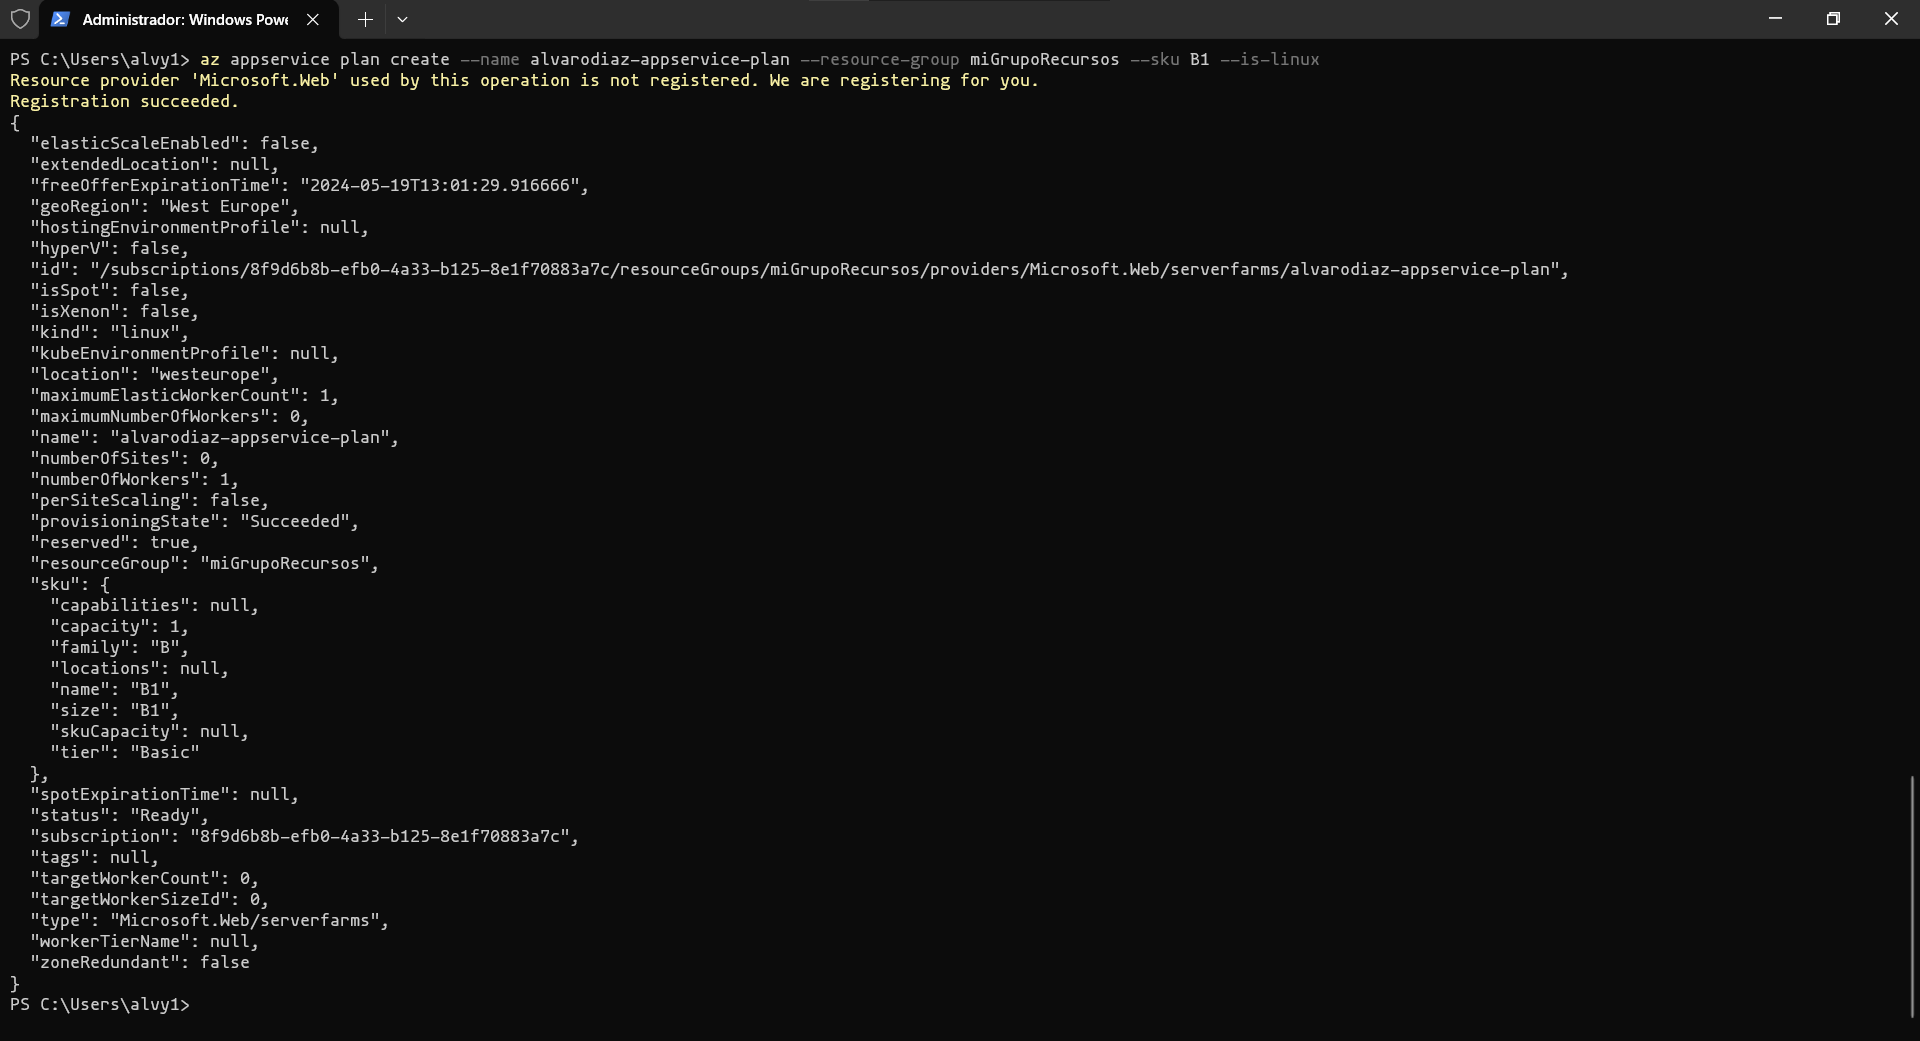 Administrador: Windows Powe
PS C:\Users\alvy1> az appservice plan create --name alvarodiaz-appservice-plan --resource-group miGrupoRecursos --sku B1 --is-linux
Resource provider 'Microsoft.Web' used by this operation is not registered. We are registering for you.
Registration succeeded.
{
  "elasticScaleEnabled": false,
  "extendedLocation": null,
  "freeOfferExpirationTime": "2024-05-19T13:01:29.916666",
  "geoRegion": "West Europe",
  "hostingEnvironmentProfile": null,
  "hyperV": false,
  "id": "/subscriptions/8f9d6b8b-efb0-4a33-b125-8e1f70883a7c/resourceGroups/miGrupoRecursos/providers/Microsoft.Web/serverfarms/alvarodiaz-appservice-plan",
  "isSpot": false,
  "isXenon": false,
  "kind": "linux",
  "kubeEnvironmentProfile": null,
  "location": "westeurope",
  "maximumElasticWorkerCount": 1,
  "maximumNumberOfWorkers": 0,
  "name": "alvarodiaz-appservice-plan",
  "numberOfSites": 0,
  "numberOfWorkers": 1,
  "perSiteScaling": false,
  "provisioningState": "Succeeded",
  "reserved": true,
  "resourceGroup": "miGrupoRecursos",
  "sku": {
    "capabilities": null,
    "capacity": 1,
    "family": "B",
    "locations": null,
    "name": "B1",
    "size": "B1",
    "skuCapacity": null,
    "tier": "Basic"
  },
  "spotExpirationTime": null,
  "status": "Ready",
  "subscription": "8f9d6b8b-efb0-4a33-b125-8e1f70883a7c",
  "tags": null,
  "targetWorkerCount": 0,
  "targetWorkerSizeId": 0,
  "type": "Microsoft.Web/serverfarms",
  "workerTierName": null,
  "zoneRedundant": false
}
PS C:\Users\alvy1>